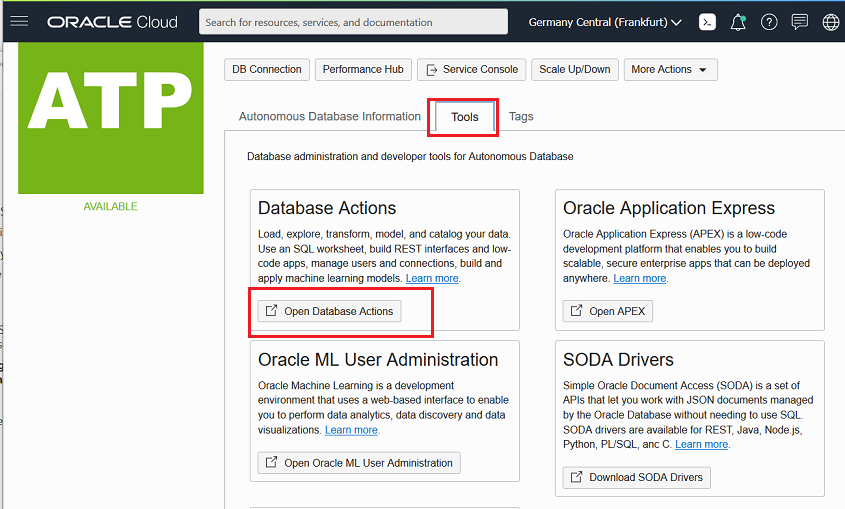 ORACLE Cloud
Search for resources, services, and documentation
Germany Central (Frankfurt)
ATP
AVAILABLE
DB Connection
Performance Hub
Service Console
Scale Up/Down
More Actions
Autonomous Database Information
Tools
Tags
Database administration and developer tools for Autonomous Database
Database Actions
Load, explore, transform, model, and catalog your data.
Use an SQL worksheet, build REST interfaces and low-
code apps, manage users and connections, build and
apply machine learning models. Learn more.
Open Database Actions
Oracle Application Express
Oracle Application Express (APEX) is a low-code
development platform that enables you to build
scalable, secure enterprise apps that can be deployed
anywhere. Learn more.
Open APEX
Oracle ML User Administration
Oracle Machine Learning is a development
environment that uses a web-based interface to enable
you to perform data analytics, data discovery and data
visualizations. Learn more.
Open Oracle ML User Administration
SODA Drivers
Simple Oracle Document Access (SODA) is a set of
APIs that let you work with JSON documents managed
by the Oracle Database without needing to use SQL.
SODA drivers are available for REST, Java, Node.js,
Python, PL/SQL, anc C. Learn more.
Download SODA Drivers